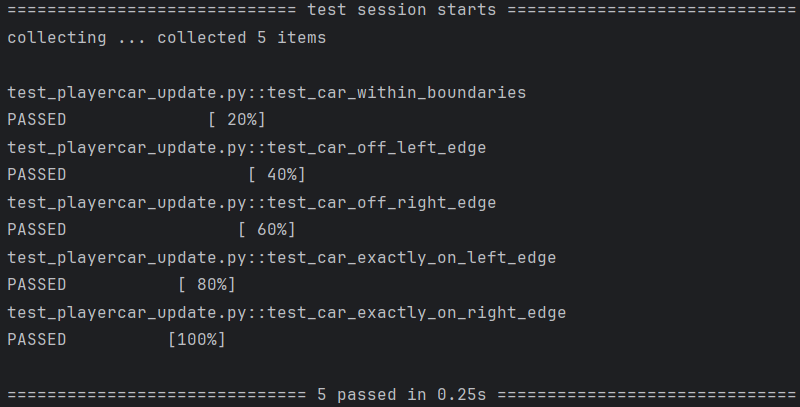 ============================= test session starts =============================
collecting ... collected 5 items
test_playercar_update.py::test_car_within_boundaries
PASSED              [ 20%]
test_playercar_update.py::test_car_off_left_edge
PASSED                  [ 40%]
test_playercar_update.py::test_car_off_right_edge
PASSED                 [ 60%]
test_playercar_update.py::test_car_exactly_on_left_edge
PASSED           [ 80%]
test_playercar_update.py::test_car_exactly_on_right_edge
PASSED          [100%]
============================== 5 passed in 0.25s ==============================